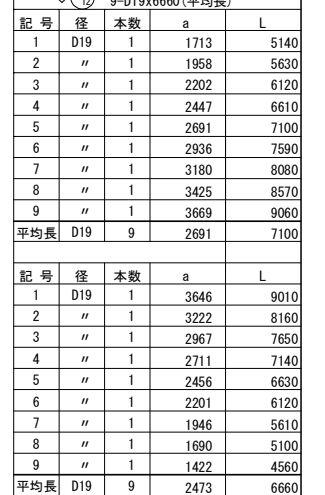 ⑫ 9-D19x6660(平均長)
記 号 径 本数 a L
1 D19 1 1713 5140
2 〃 1 1958 5630
3 〃 1 2202 6120
4 〃 1 2447 6610
5 〃 1 2691 7100
6 〃 1 2936 7590
7 〃 1 3180 8080
8 〃 1 3425 8570
9 〃 1 3669 9060
平均長 D19 9 2691 7100
記 号 径 本数 a L
1 D19 1 3646 9010
2 〃 1 3222 8160
3 〃 1 2967 7650
4 〃 1 2711 7140
5 〃 1 2456 6630
6 〃 1 2201 6120
7 〃 1 1946 5610
8 〃 1 1690 5100
9 〃 1 1422 4560
平均長 D19 9 2473 6660